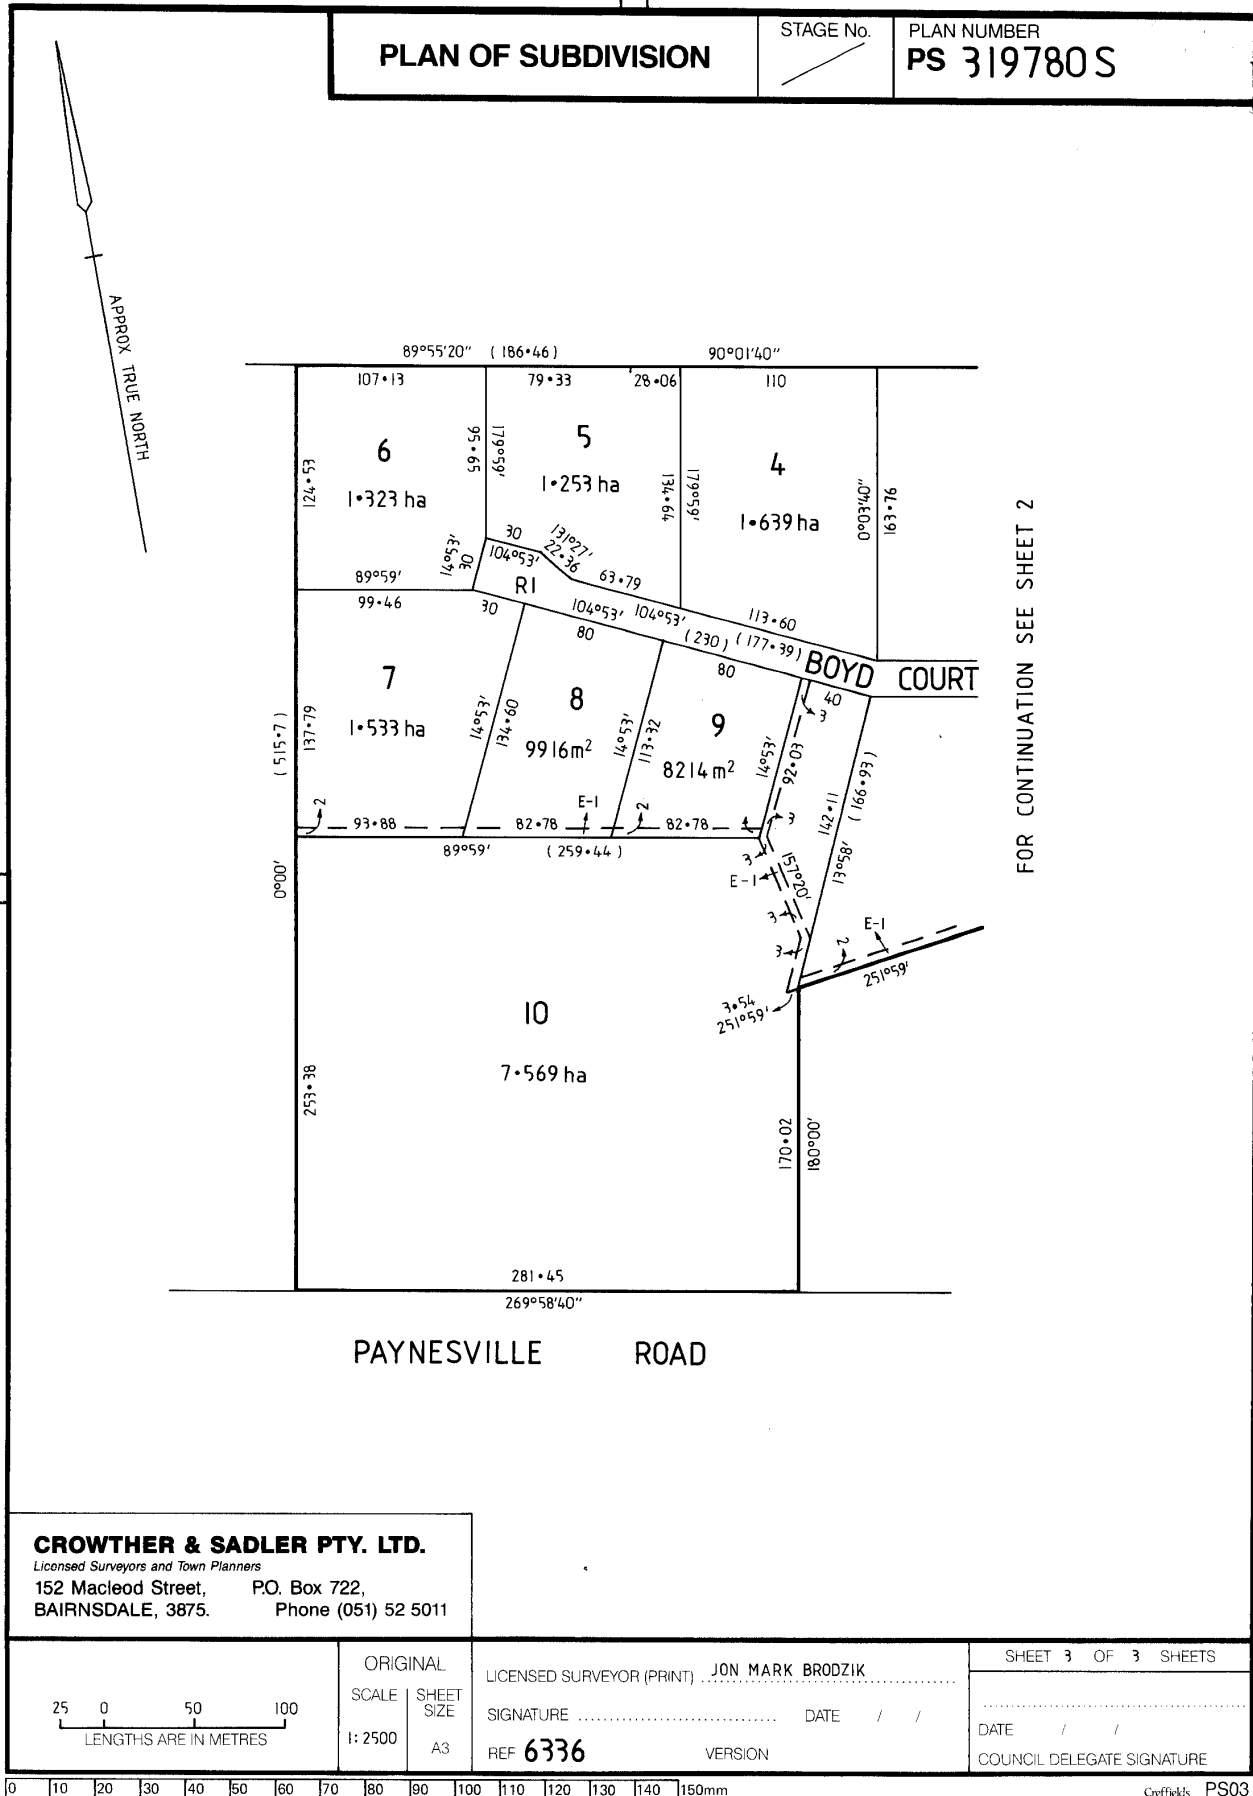 PLAN OF SUBDIVISION
STAGE No.
PLAN NUMBER
PS 319780 S
APPROX TRUE NORTH
89°55'20" (186•46)
90°01'40"
107•13
79•33
28•06
110
6
1•323 ha
124•53
95•65
179°59'
5
1•253 ha
134•64
179°59'
4
1•639 ha
0°03'40"
163•76
14°53'
30
30
104°53'
131°27'
22•36
63•79
R1
89°59'
99•46
30
104°53'
80
104°53'
(230)
(177•39)
113•60
80
BOYD COURT
40
3
7
1•533 ha
137•79
(515•7)
14°53'
134•60
8
9916m²
14°53'
113•32
9
8214m²
14°53'
92•03
142•11
(166•93)
13°58'
2
93•88
82•78
E-1
2
82•78
3
89°59'
(259•44)
3
E-1
157°20'
3
3
0°00'
2
E-1
251°59'
3•54
251°59'
10
7•569 ha
253•38
170•02
180°00'
281•45
269°58'40"
PAYNESVILLE ROAD
FOR CONTINUATION SEE SHEET 2
CROWTHER & SADLER PTY. LTD.
Licensed Surveyors and Town Planners
152 Macleod Street, P.O. Box 722,
BAIRNSDALE, 3875. Phone (051) 52 5011
25 0 50 100
LENGTHS ARE IN METRES
ORIGINAL
SCALE
1:2500
SHEET
SIZE
A3
LICENSED SURVEYOR (PRINT) JON MARK BRODZIK
SIGNATURE DATE / /
REF 6336 VERSION
SHEET 3 OF 3 SHEETS
DATE / /
COUNCIL DELEGATE SIGNATURE
0 10 20 30 40 50 60 70 80 90 100 110 120 130 140 150mm
PS03